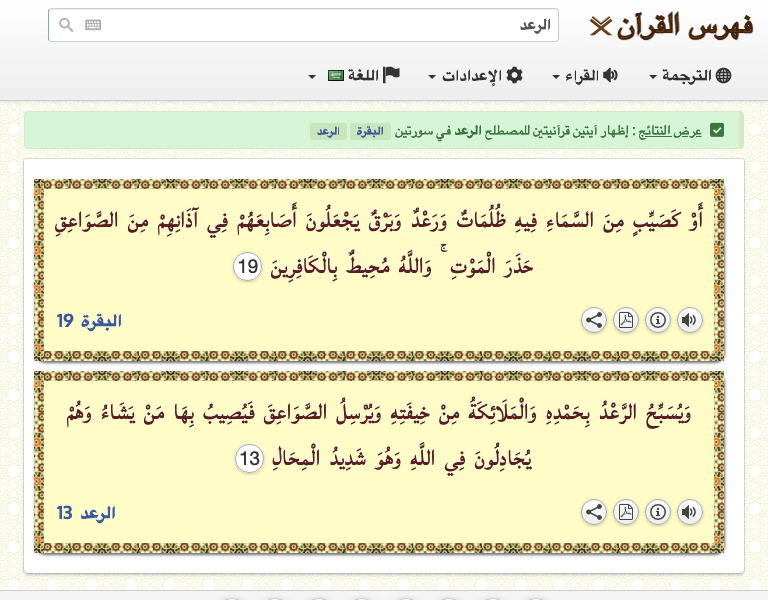 فهرس القرآن
الرعد
الترجمة القراء الإعدادات اللغة
عرض النتائج : إظهار آيتين قرآنيتين للمصطلح الرعد في سورتين البقرة الرعد
أَوْ كَصَيِّبٍ مِنَ السَّمَاءِ فِيهِ ظُلُمَاتٌ وَرَعْدٌ وَبَرْقٌ يَجْعَلُونَ أَصَابِعَهُمْ فِي آذَانِهِمْ مِنَ الصَّوَاعِقِ
حَذَرَ الْمَوْتِ ۚ وَاللَّهُ مُحِيطٌ بِالْكَافِرِينَ 19
البقرة 19
وَيُسَبِّحُ الرَّعْدُ بِحَمْدِهِ وَالْمَلَائِكَةُ مِنْ خِيفَتِهِ وَيُرْسِلُ الصَّوَاعِقَ فَيُصِيبُ بِهَا مَنْ يَشَاءُ وَهُمْ
يُجَادِلُونَ فِي اللَّهِ وَهُوَ شَدِيدُ الْمِحَالِ 13
الرعد 13